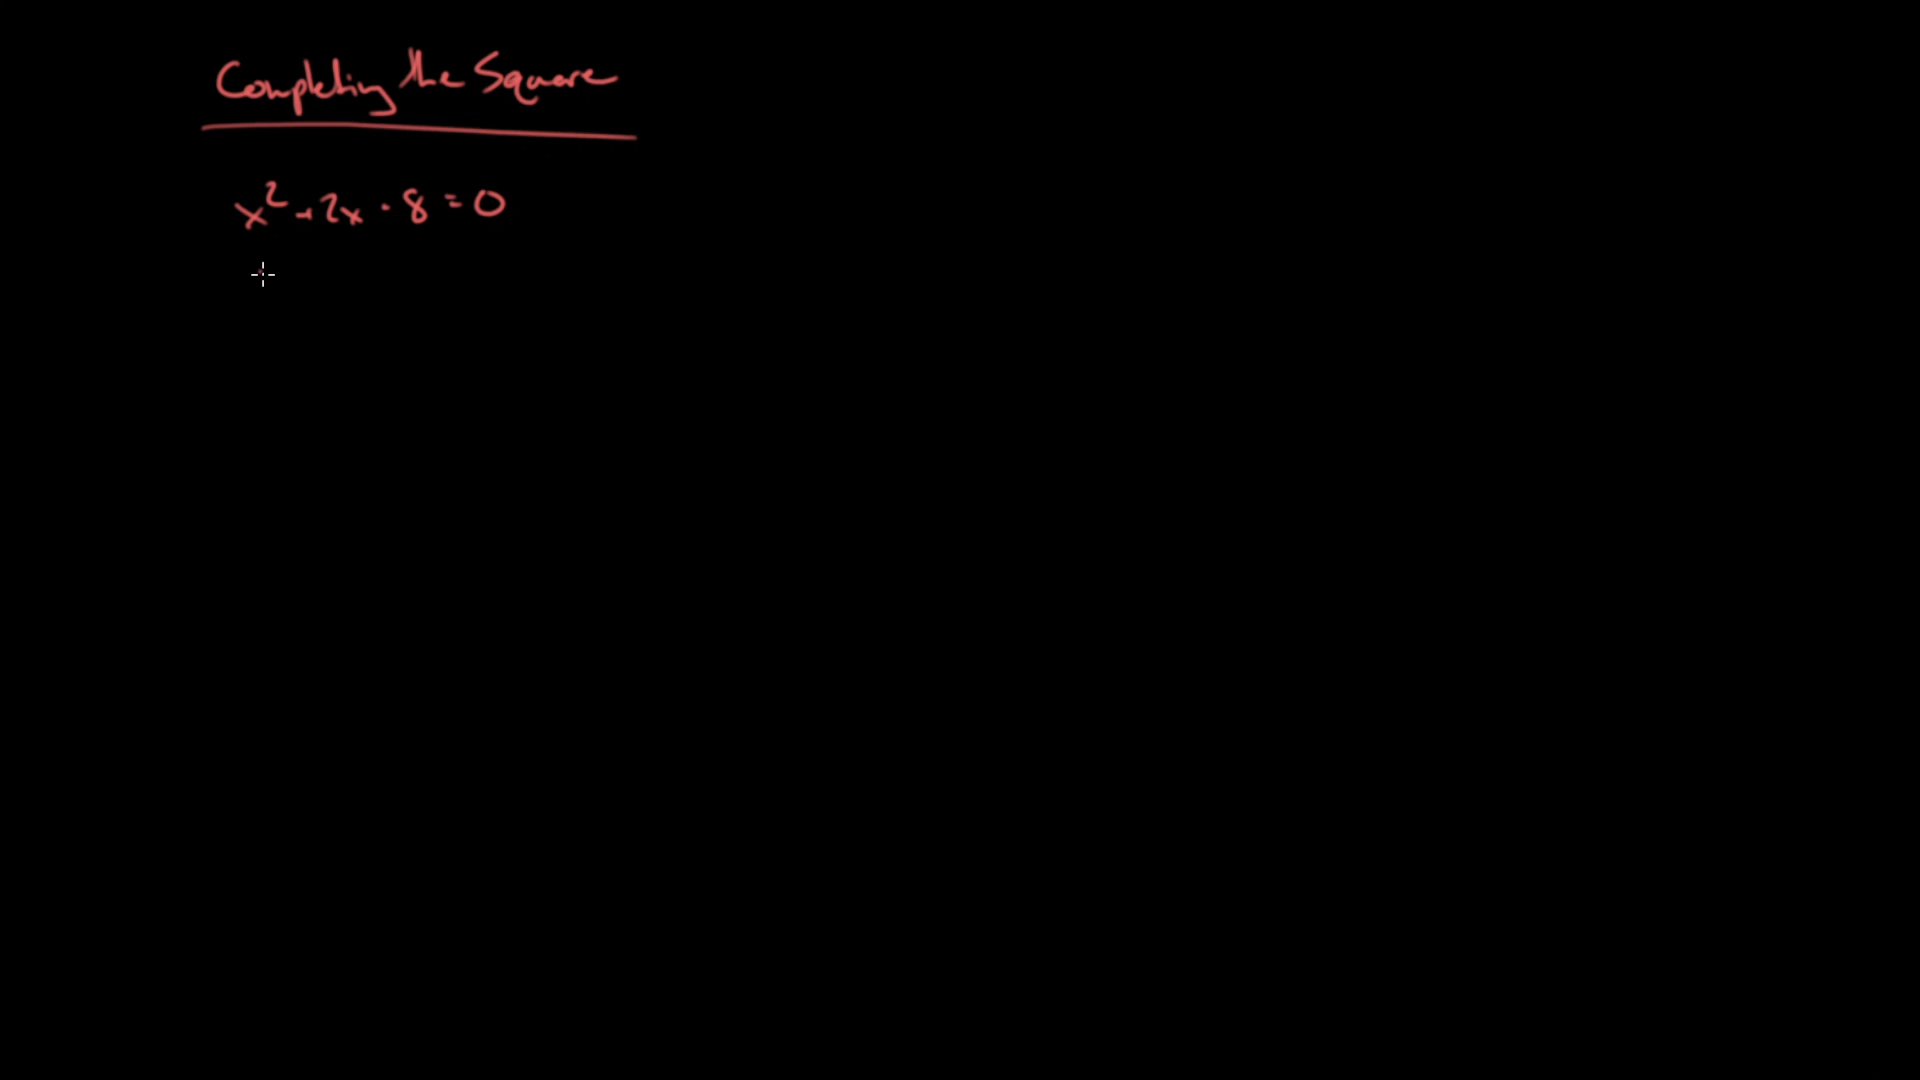 Completing the Square
x² + 2x - 8 = 0